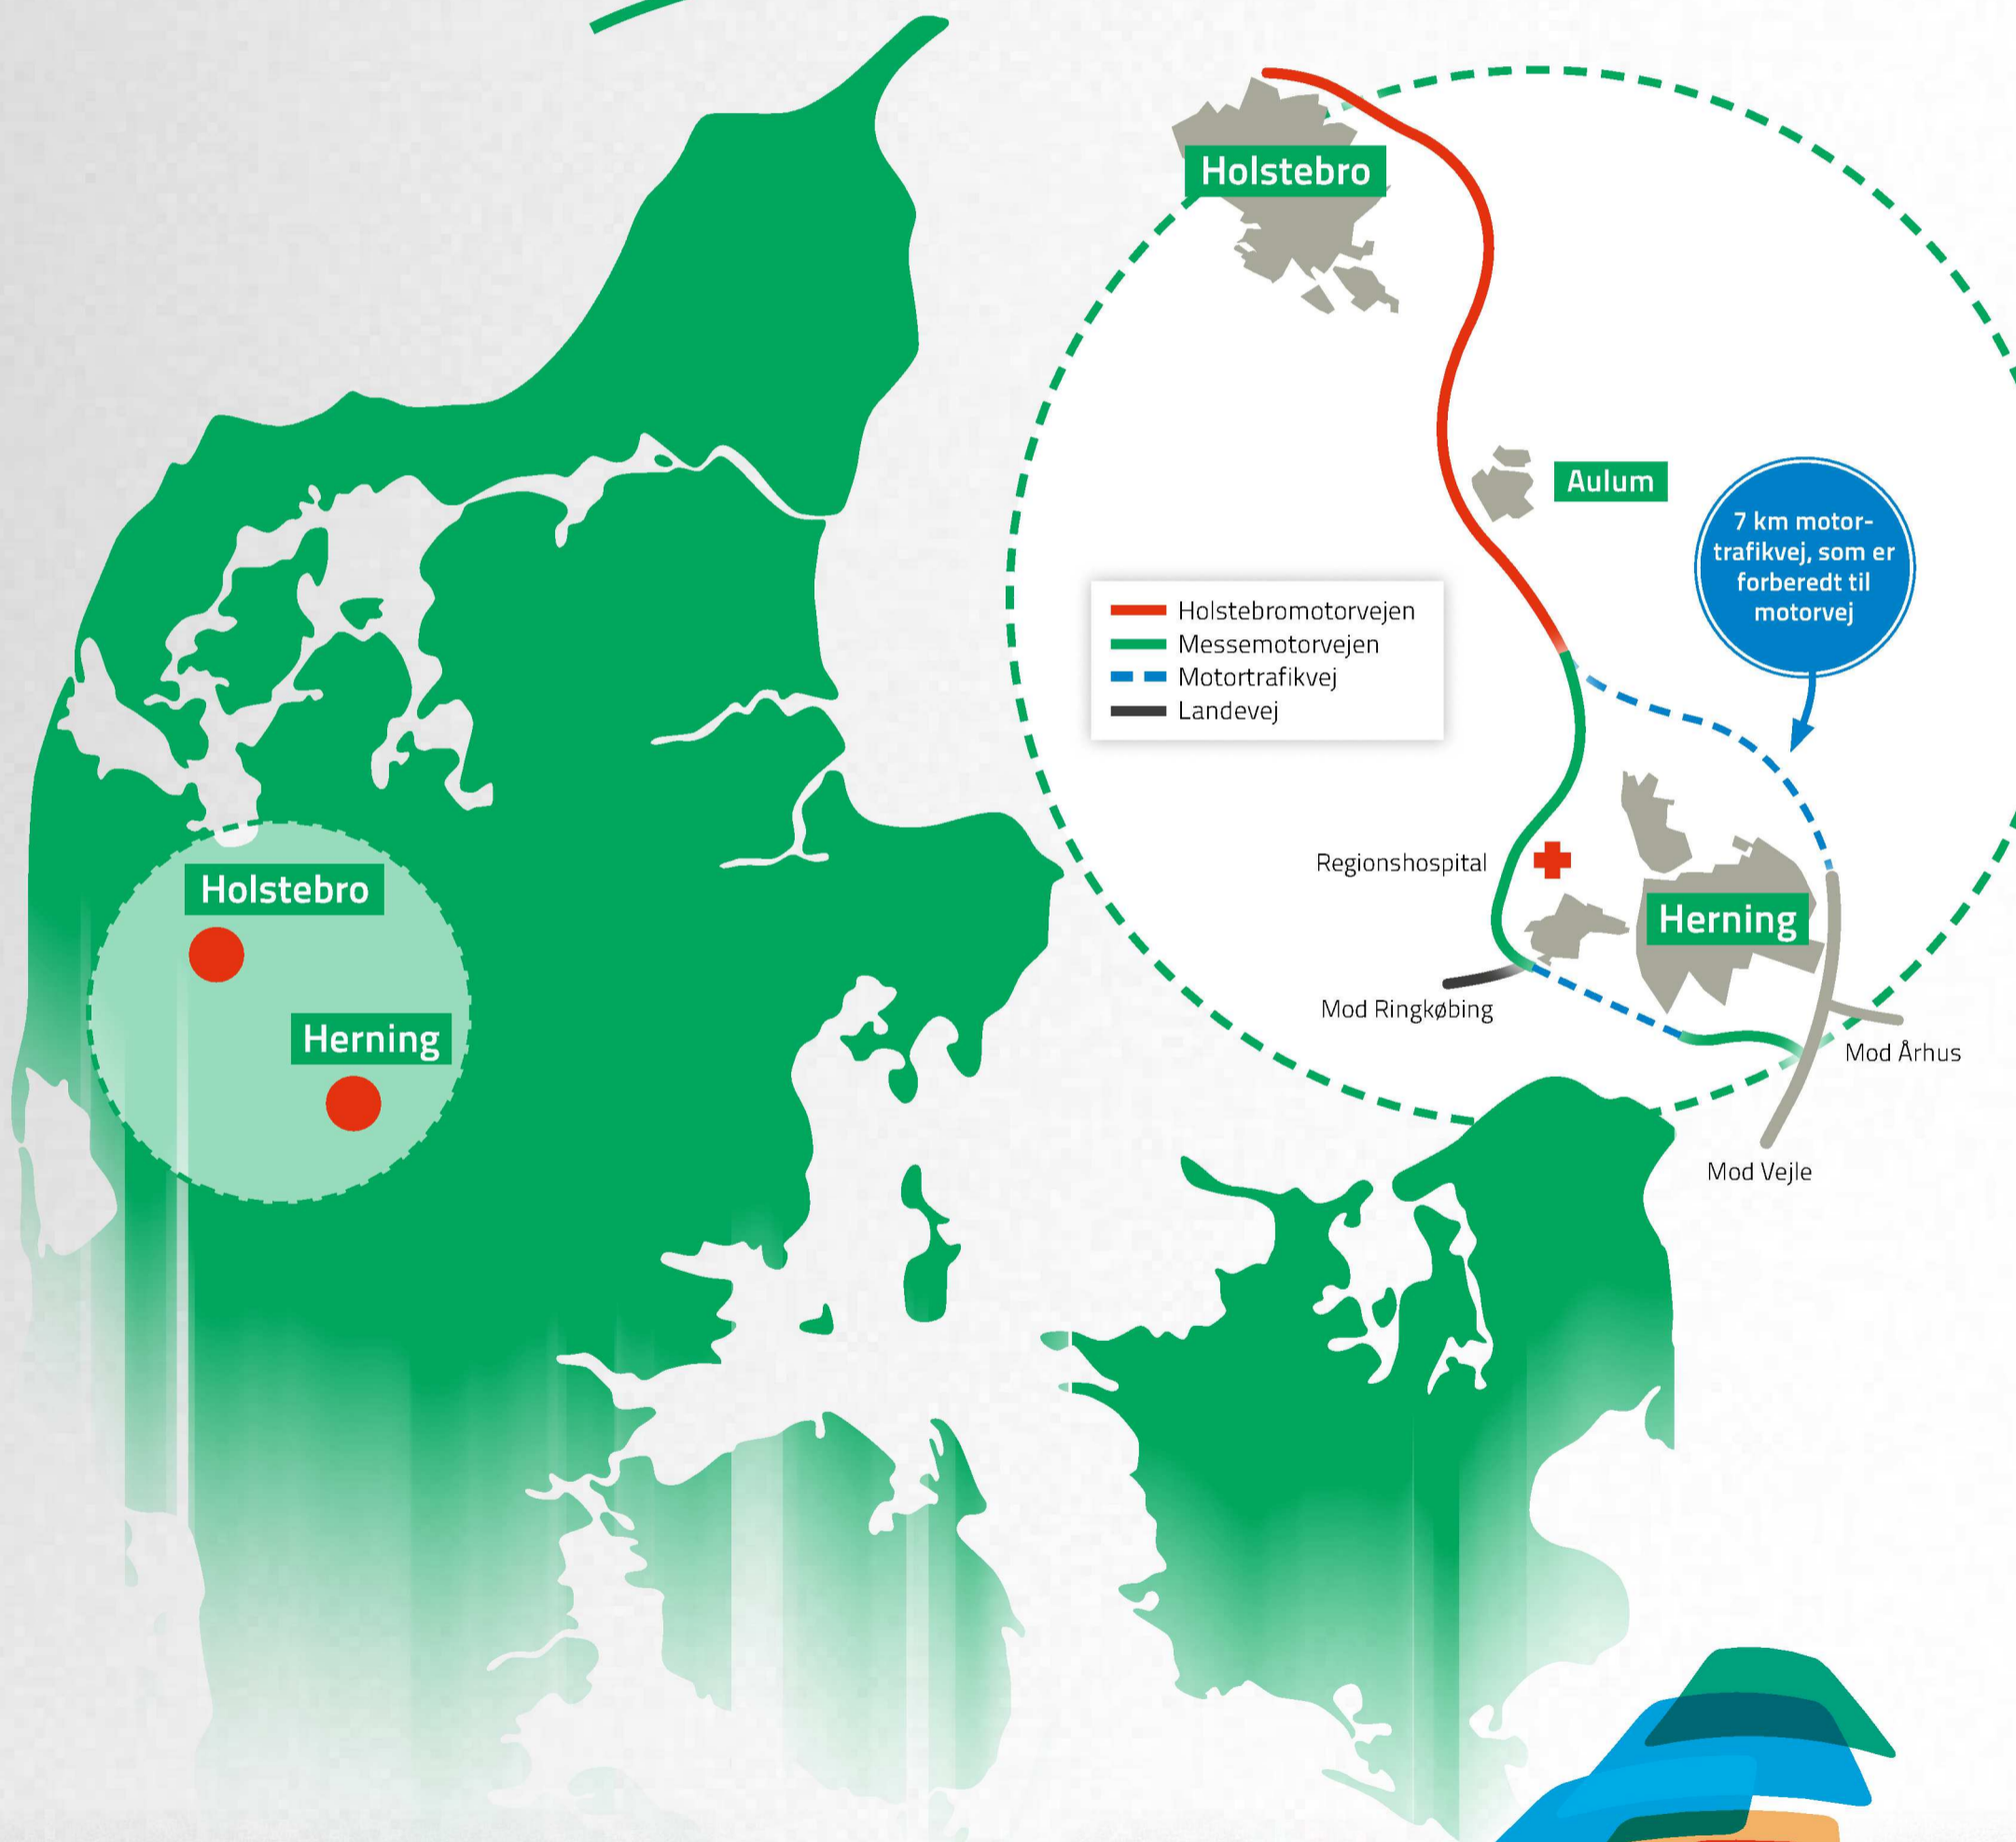 Holstebro
Herning
Holstebro
Aulum
7 km motor-
trafikvej, som er
forberedt til
motorvej
Holstebromotorvejen
Messemotorvejen
Motortrafikvej
Landevej
Regionshospital
Herning
Mod Ringkøbing
Mod Århus
Mod Vejle